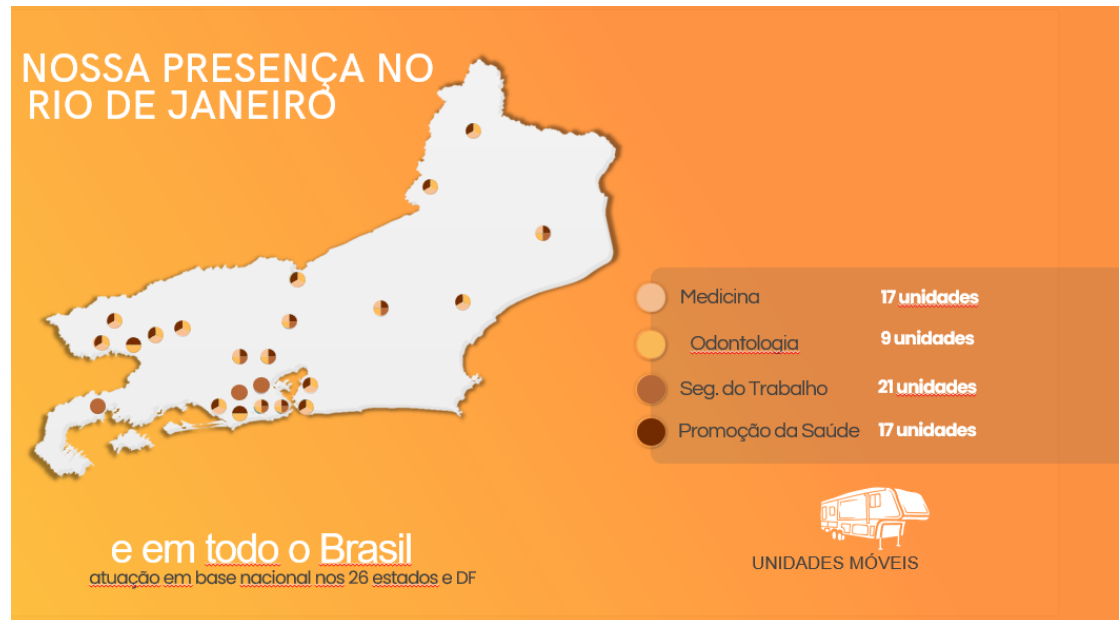 NOSSA PRESENÇA NO
RIO DE JANEIRO
Medicina 17 unidades
Odontologia 9 unidades
Seg. do Trabalho 21 unidades
Promoção da Saúde 17 unidades
UNIDADES MÓVEIS
e em todo o Brasil
atuação em base nacional nos 26 estados e DF